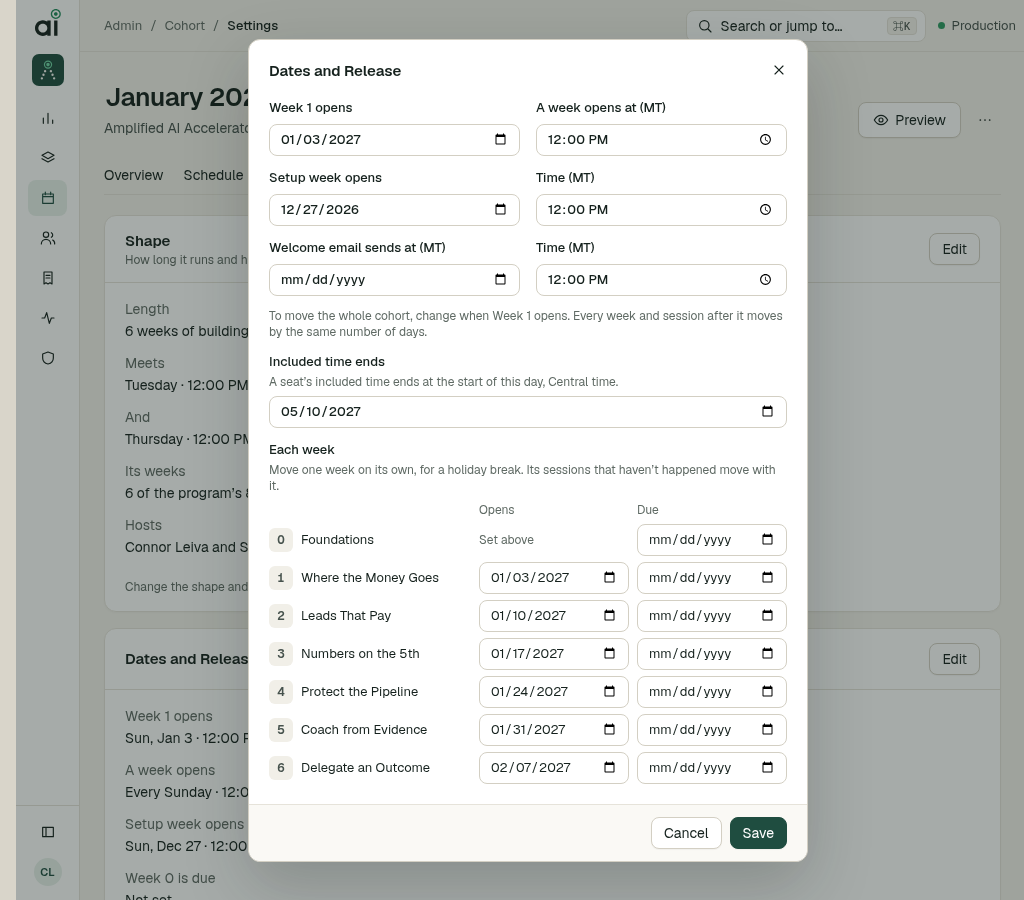 ai
Admin / Cohort / Settings
Search or jump to…
⌘K
Production
January 202
Amplified AI Accelerato
Preview
Overview Schedule
Shape
How long it runs and h
Edit
Length
6 weeks of building
Meets
Tuesday · 12:00 PM
And
Thursday · 12:00 PM
Its weeks
6 of the program's 8
Hosts
Connor Leiva and S
Change the shape and
Dates and Releas
Edit
Week 1 opens
Sun, Jan 3 · 12:00 P
A week opens
Every Sunday · 12:0
Setup week opens
Sun, Dec 27 · 12:00
Week 0 is due
Not set
CL
Dates and Release
Week 1 opens
A week opens at (MT)
01/03/2027
12:00 PM
Setup week opens
Time (MT)
12/27/2026
12:00 PM
Welcome email sends at (MT)
Time (MT)
mm/dd/yyyy
12:00 PM
To move the whole cohort, change when Week 1 opens. Every week and session after it moves
by the same number of days.
Included time ends
A seat's included time ends at the start of this day, Central time.
05/10/2027
Each week
Move one week on its own, for a holiday break. Its sessions that haven't happened move with
it.
Opens Due
0 Foundations Set above mm/dd/yyyy
1 Where the Money Goes 01/03/2027 mm/dd/yyyy
2 Leads That Pay 01/10/2027 mm/dd/yyyy
3 Numbers on the 5th 01/17/2027 mm/dd/yyyy
4 Protect the Pipeline 01/24/2027 mm/dd/yyyy
5 Coach from Evidence 01/31/2027 mm/dd/yyyy
6 Delegate an Outcome 02/07/2027 mm/dd/yyyy
Cancel Save